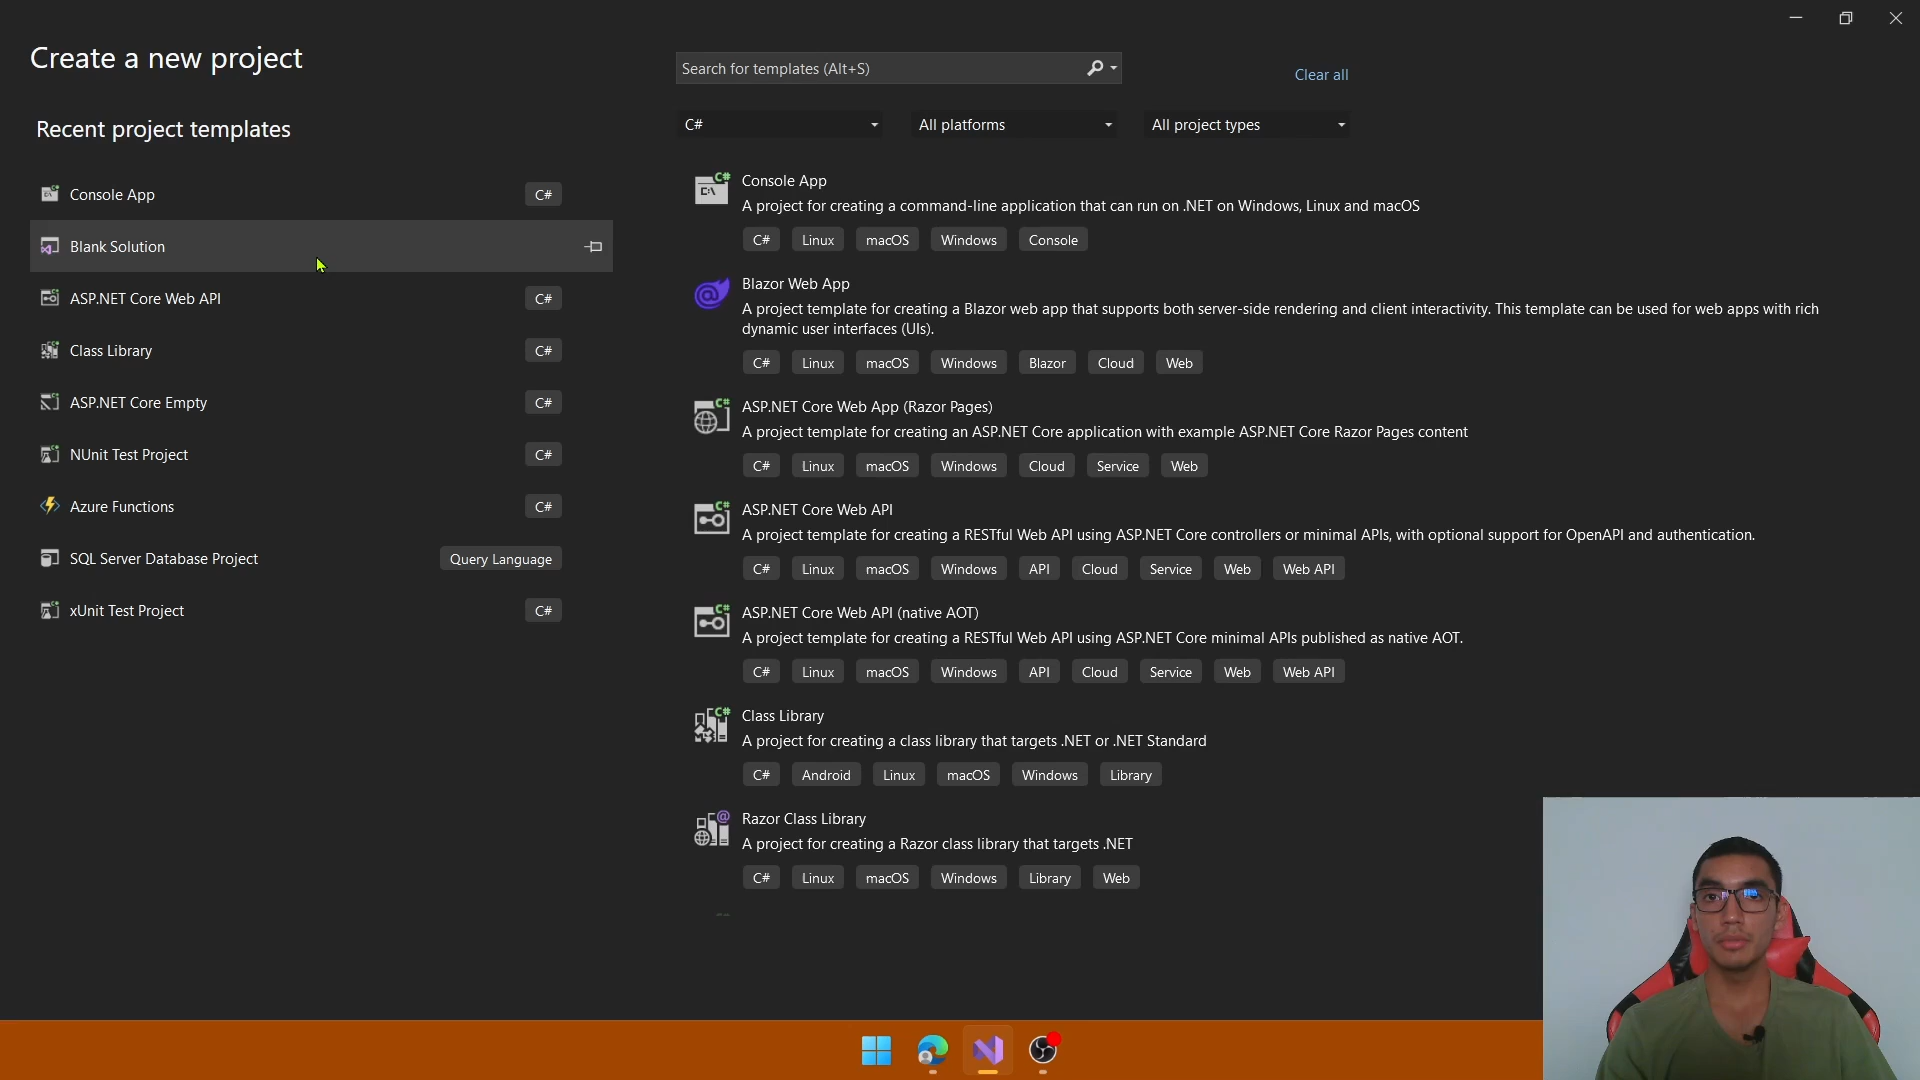 Create a new project
Search for templates (Alt+S)
Clear all
Recent project templates
C#
All platforms
All project types
Console App
C#
Blank Solution
ASP.NET Core Web API
C#
Class Library
C#
ASP.NET Core Empty
C#
NUnit Test Project
C#
Azure Functions
C#
SQL Server Database Project
Query Language
xUnit Test Project
C#
Console App
A project for creating a command-line application that can run on .NET on Windows, Linux and macOS
C# Linux macOS Windows Console
Blazor Web App
A project template for creating a Blazor web app that supports both server-side rendering and client interactivity. This template can be used for web apps with rich
dynamic user interfaces (UIs).
C# Linux macOS Windows Blazor Cloud Web
ASP.NET Core Web App (Razor Pages)
A project template for creating an ASP.NET Core application with example ASP.NET Core Razor Pages content
C# Linux macOS Windows Cloud Service Web
ASP.NET Core Web API
A project template for creating a RESTful Web API using ASP.NET Core controllers or minimal APIs, with optional support for OpenAPI and authentication.
C# Linux macOS Windows API Cloud Service Web Web API
ASP.NET Core Web API (native AOT)
A project template for creating a RESTful Web API using ASP.NET Core minimal APIs published as native AOT.
C# Linux macOS Windows API Cloud Service Web Web API
Class Library
A project for creating a class library that targets .NET or .NET Standard
C# Android Linux macOS Windows Library
Razor Class Library
A project for creating a Razor class library that targets .NET
C# Linux macOS Windows Library Web